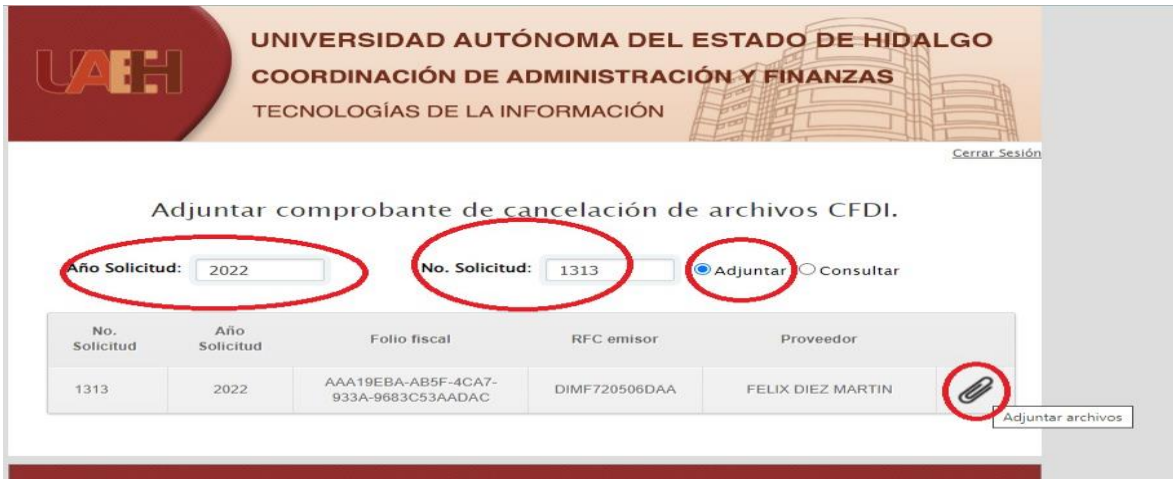 UAEH
UNIVERSIDAD AUTÓNOMA DEL ESTADO DE HIDALGO
COORDINACIÓN DE ADMINISTRACIÓN Y FINANZAS
TECNOLOGÍAS DE LA INFORMACIÓN
Cerrar Sesión
Adjuntar comprobante de cancelación de archivos CFDI.
Año Solicitud: 2022 No. Solicitud: 1313 Adjuntar Consultar
No. Solicitud Año Solicitud Folio fiscal RFC emisor Proveedor
1313 2022 AAA19EBA-AB5F-4CA7-933A-9683C53AADAC DIMF720506DAA FELIX DIEZ MARTIN
Adjuntar archivos